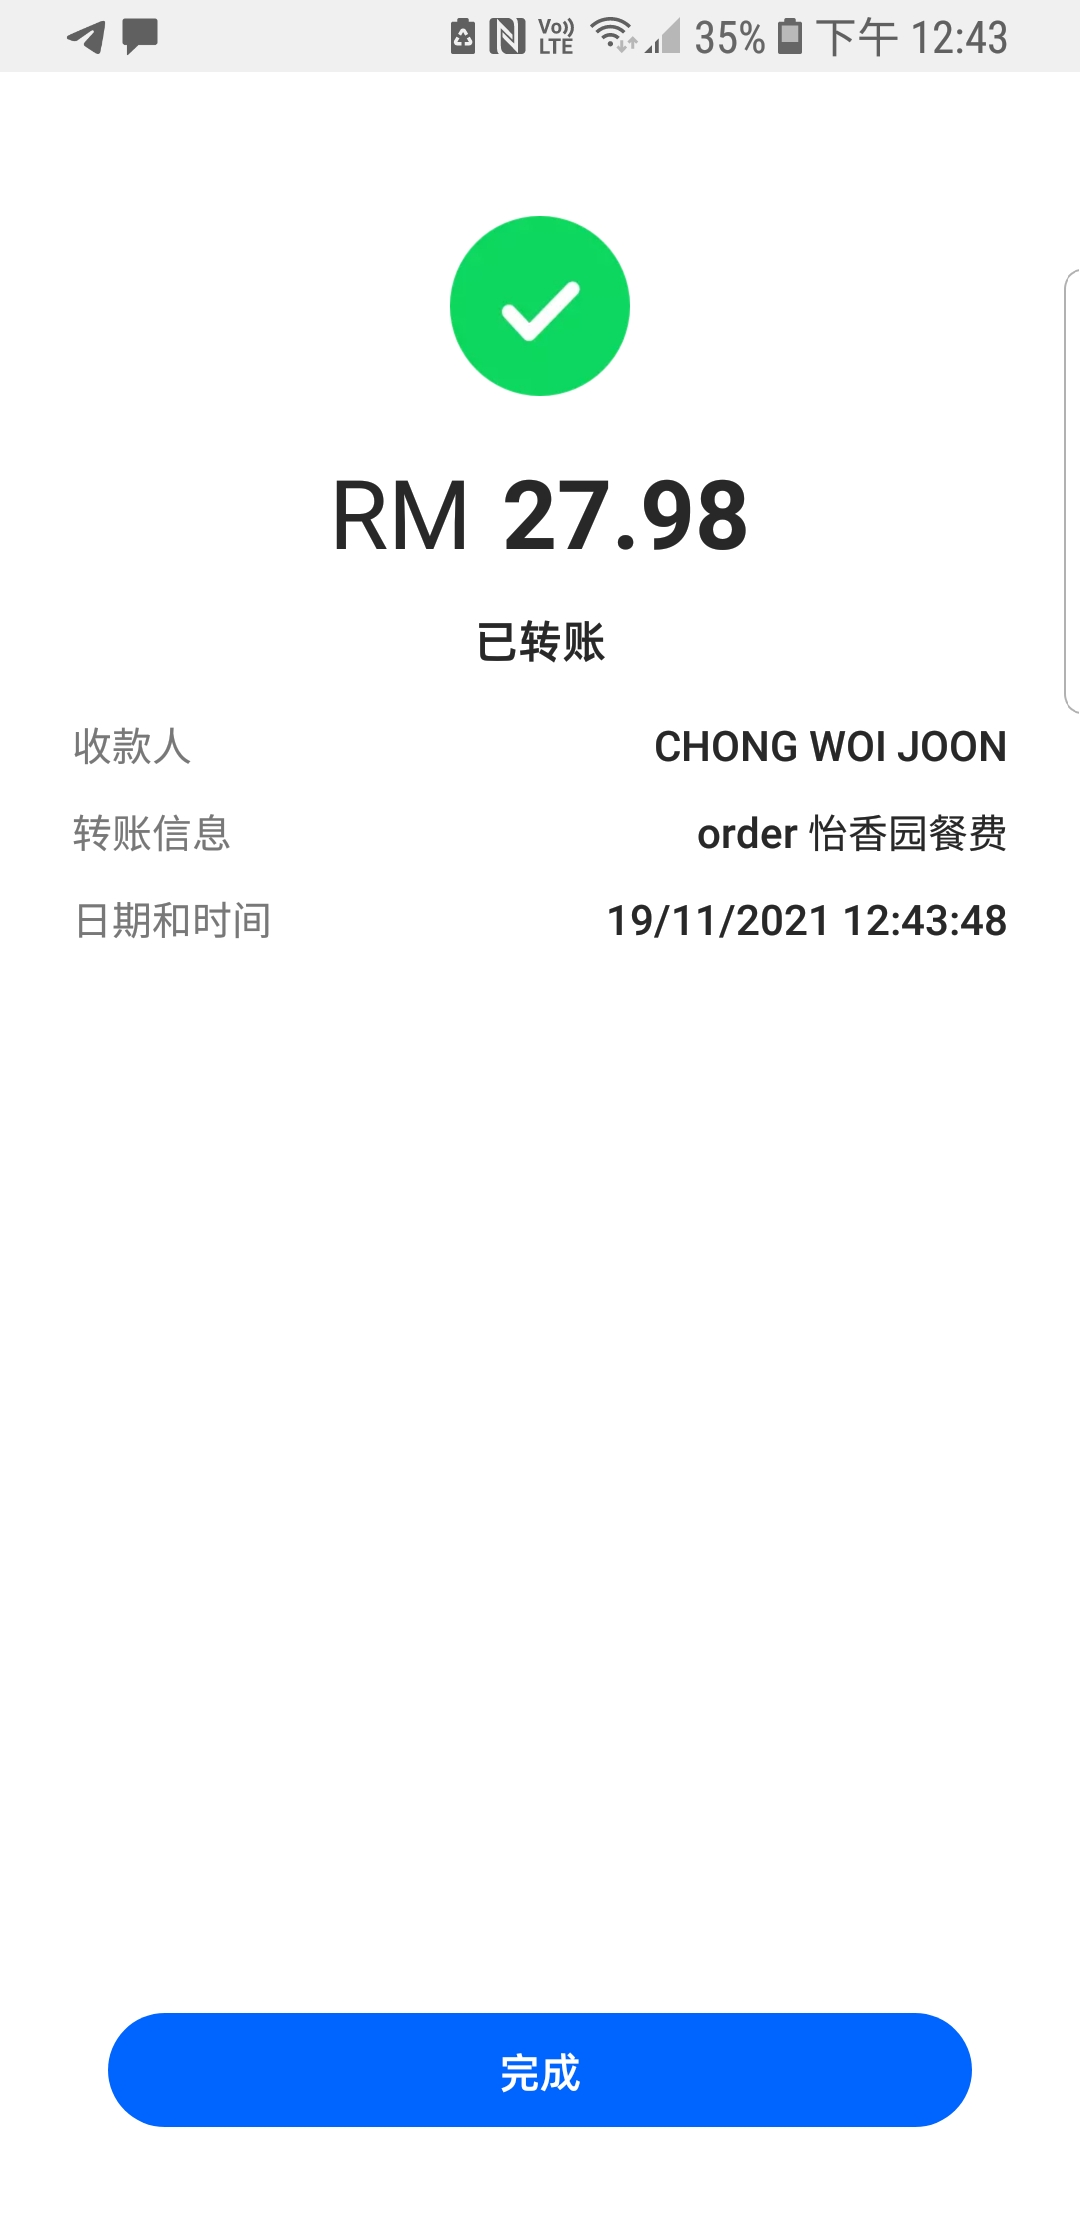 Vo)) LTE 35% 下午 12:43
RM 27.98
已转账
收款人 CHONG WOI JOON
转账信息 order 怡香园餐费
日期和时间 19/11/2021 12:43:48
完成